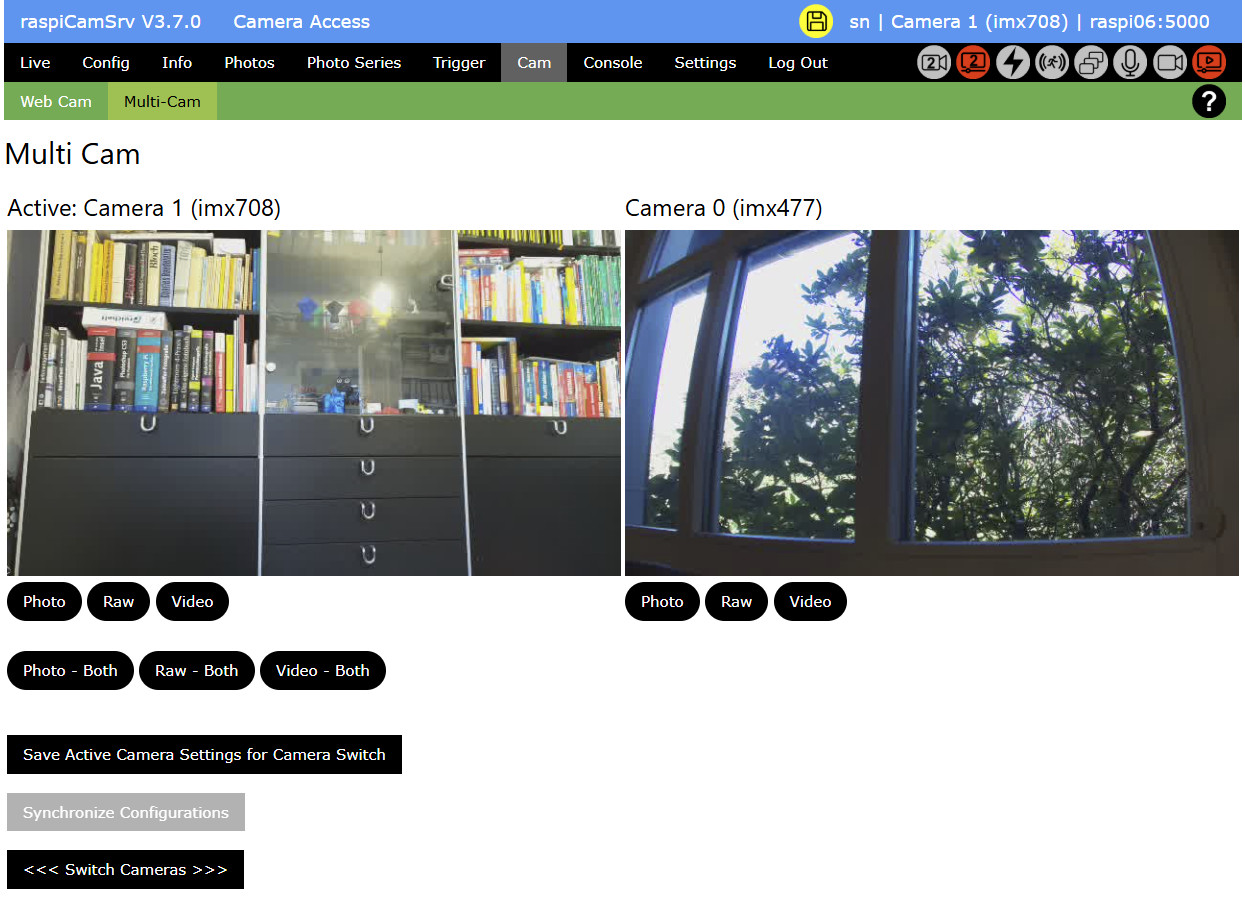 raspiCamSrv V3.7.0 Camera Access sn | Camera 1 (imx708) | raspi06:5000
Live Config Info Photos Photo Series Trigger Cam Console Settings Log Out 2 2
Web Cam Multi-Cam ?
Multi Cam
Active: Camera 1 (imx708) Camera 0 (imx477)
Java
Photo Raw Video Photo Raw Video
Photo - Both Raw - Both Video - Both
Save Active Camera Settings for Camera Switch
Synchronize Configurations
<<< Switch Cameras >>>